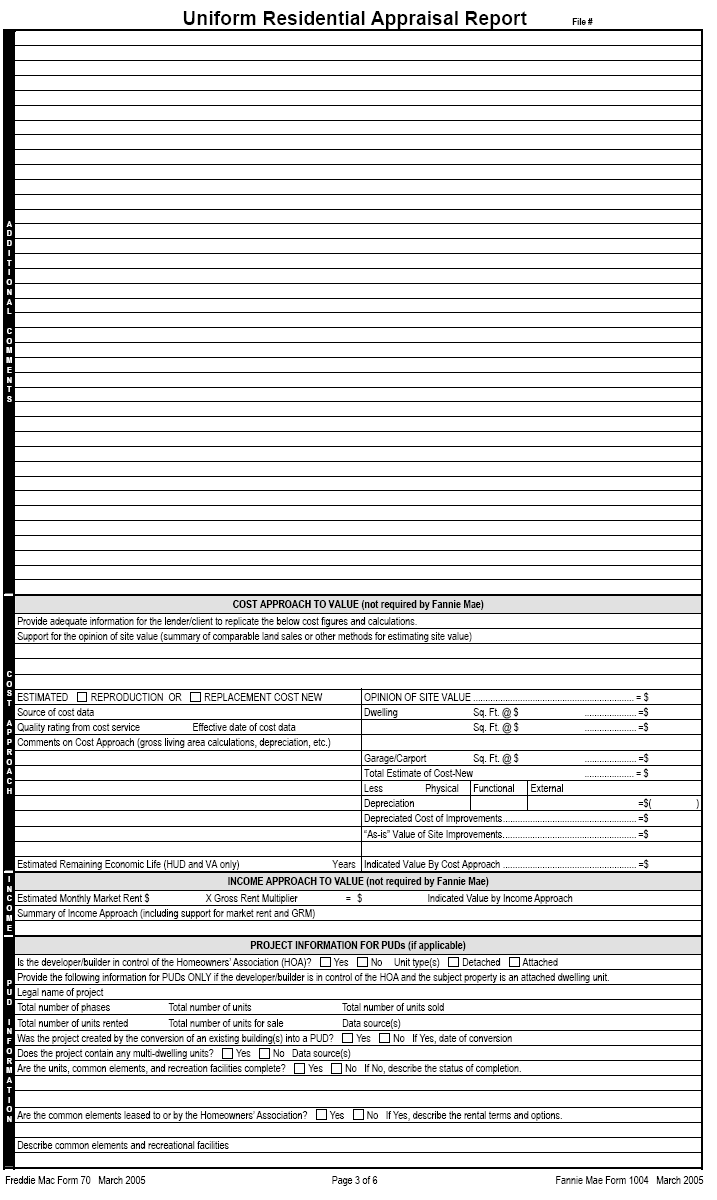 Uniform Residential Appraisal Report File #
ADDITIONAL COMMENTS
COST APPROACH TO VALUE (not required by Fannie Mae)
COST APPROACH
Provide adequate information for the lender/client to replicate the below cost figures and calculations.
Support for the opinion of site value (summary of comparable land sales or other methods for estimating site value)
ESTIMATED REPRODUCTION OR REPLACEMENT COST NEW OPINION OF SITE VALUE ........................................................ = $
Source of cost data Dwelling Sq. Ft. @ $ ................... =$
Quality rating from cost service Effective date of cost data Sq. Ft. @ $ ................... =$
Comments on Cost Approach (gross living area calculations, depreciation, etc.)
Garage/Carport Sq. Ft. @ $ ................... =$
Total Estimate of Cost-New ................... = $
Less Physical Functional External
Depreciation =$( )
Depreciated Cost of Improvements................................................ =$
“As-is” Value of Site Improvements............................................... =$
Estimated Remaining Economic Life (HUD and VA only) Years Indicated Value By Cost Approach ................................................ =$
INCOME APPROACH TO VALUE (not required by Fannie Mae)
INCOME
Estimated Monthly Market Rent $ X Gross Rent Multiplier = $ Indicated Value by Income Approach
Summary of Income Approach (including support for market rent and GRM)
PROJECT INFORMATION FOR PUDs (if applicable)
PUD INFORMATION
Is the developer/builder in control of the Homeowners’ Association (HOA)? Yes No Unit type(s) Detached Attached
Provide the following information for PUDs ONLY if the developer/builder is in control of the HOA and the subject property is an attached dwelling unit.
Legal name of project
Total number of phases Total number of units Total number of units sold
Total number of units rented Total number of units for sale Data source(s)
Was the project created by the conversion of an existing building(s) into a PUD? Yes No If Yes, date of conversion
Does the project contain any multi-dwelling units? Yes No Data source(s)
Are the units, common elements, and recreation facilities complete? Yes No If No, describe the status of completion.
Are the common elements leased to or by the Homeowners’ Association? Yes No If Yes, describe the rental terms and options.
Describe common elements and recreational facilities
Freddie Mac Form 70 March 2005 Page 3 of 6 Fannie Mae Form 1004 March 2005